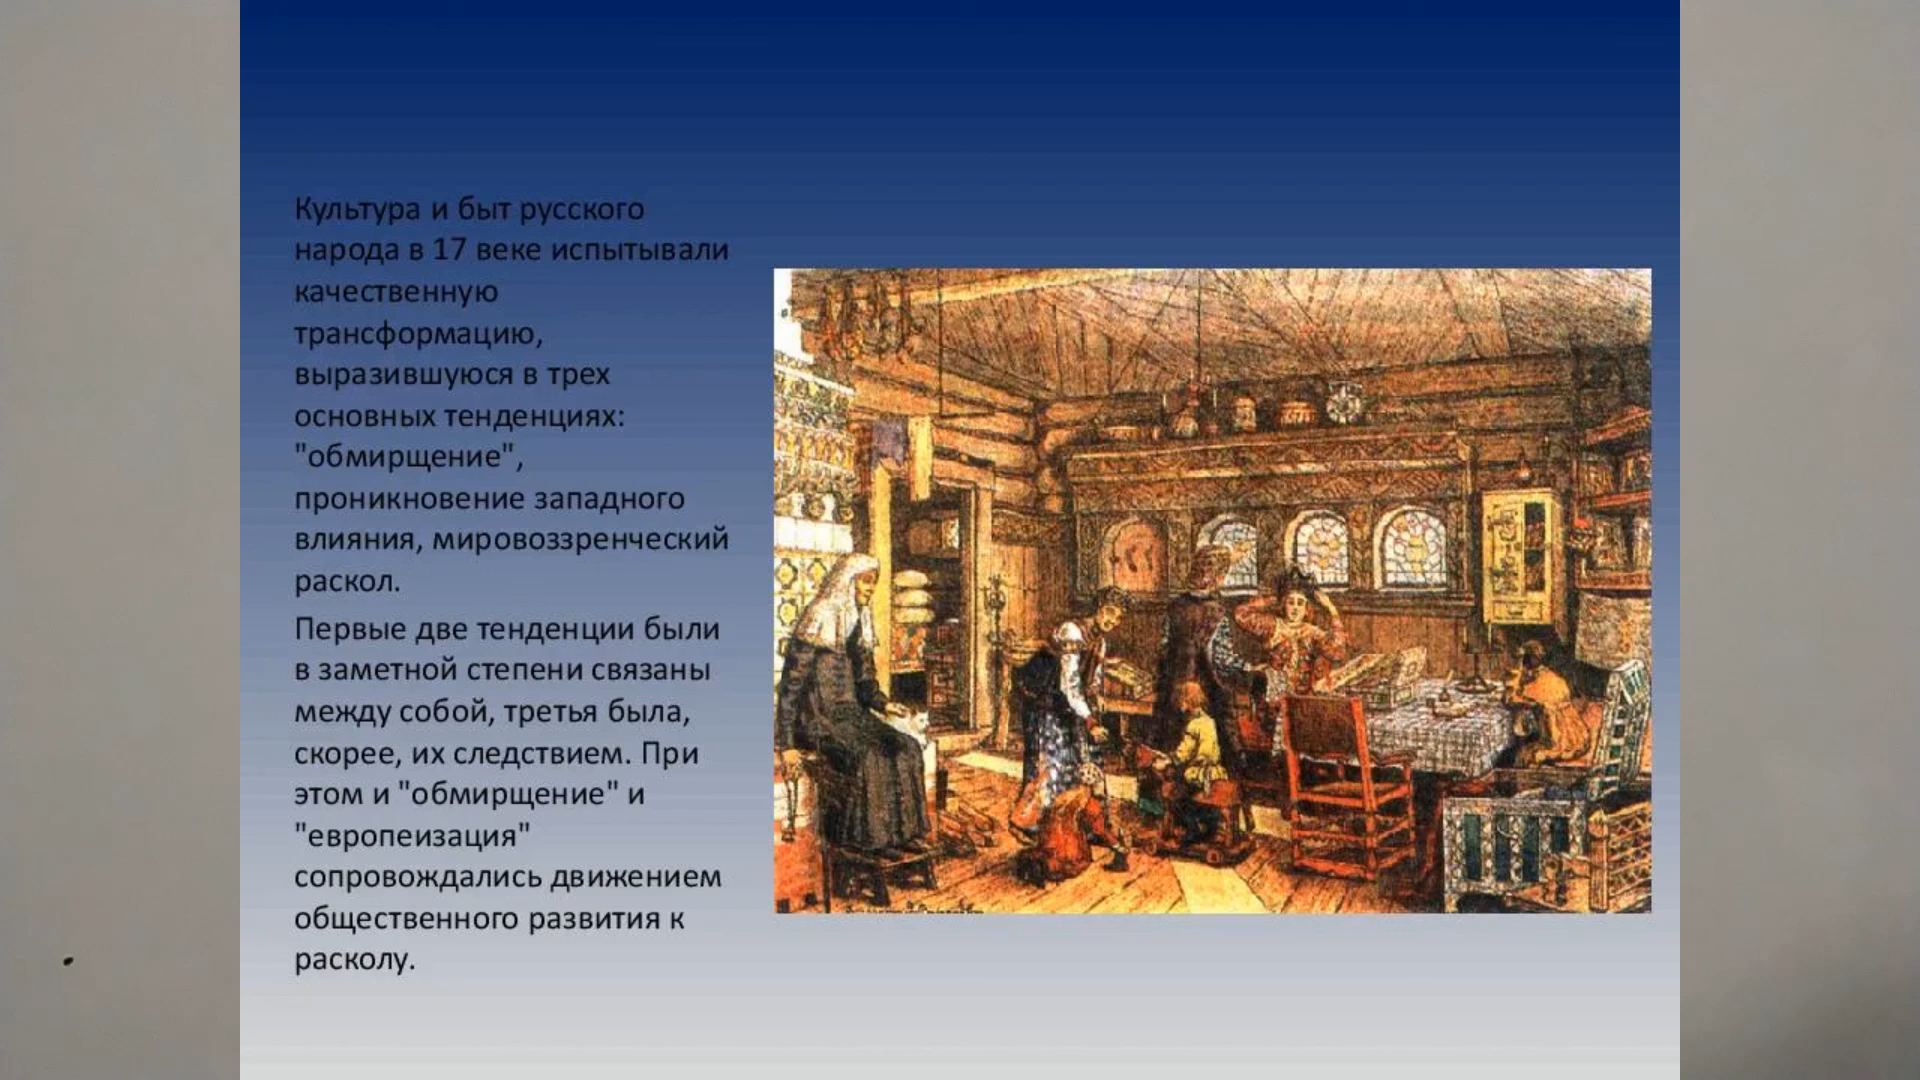 Культура и быт русского
народа в 17 веке испытывали
качественную
трансформацию,
выразившуюся в трех
основных тенденциях:
"обмирщение",
проникновение западного
влияния, мировоззренческий
раскол.
Первые две тенденции были
в заметной степени связаны
между собой, третья была,
скорее, их следствием. При
этом и "обмирщение" и
"европеизация"
сопровождались движением
общественного развития к
расколу.